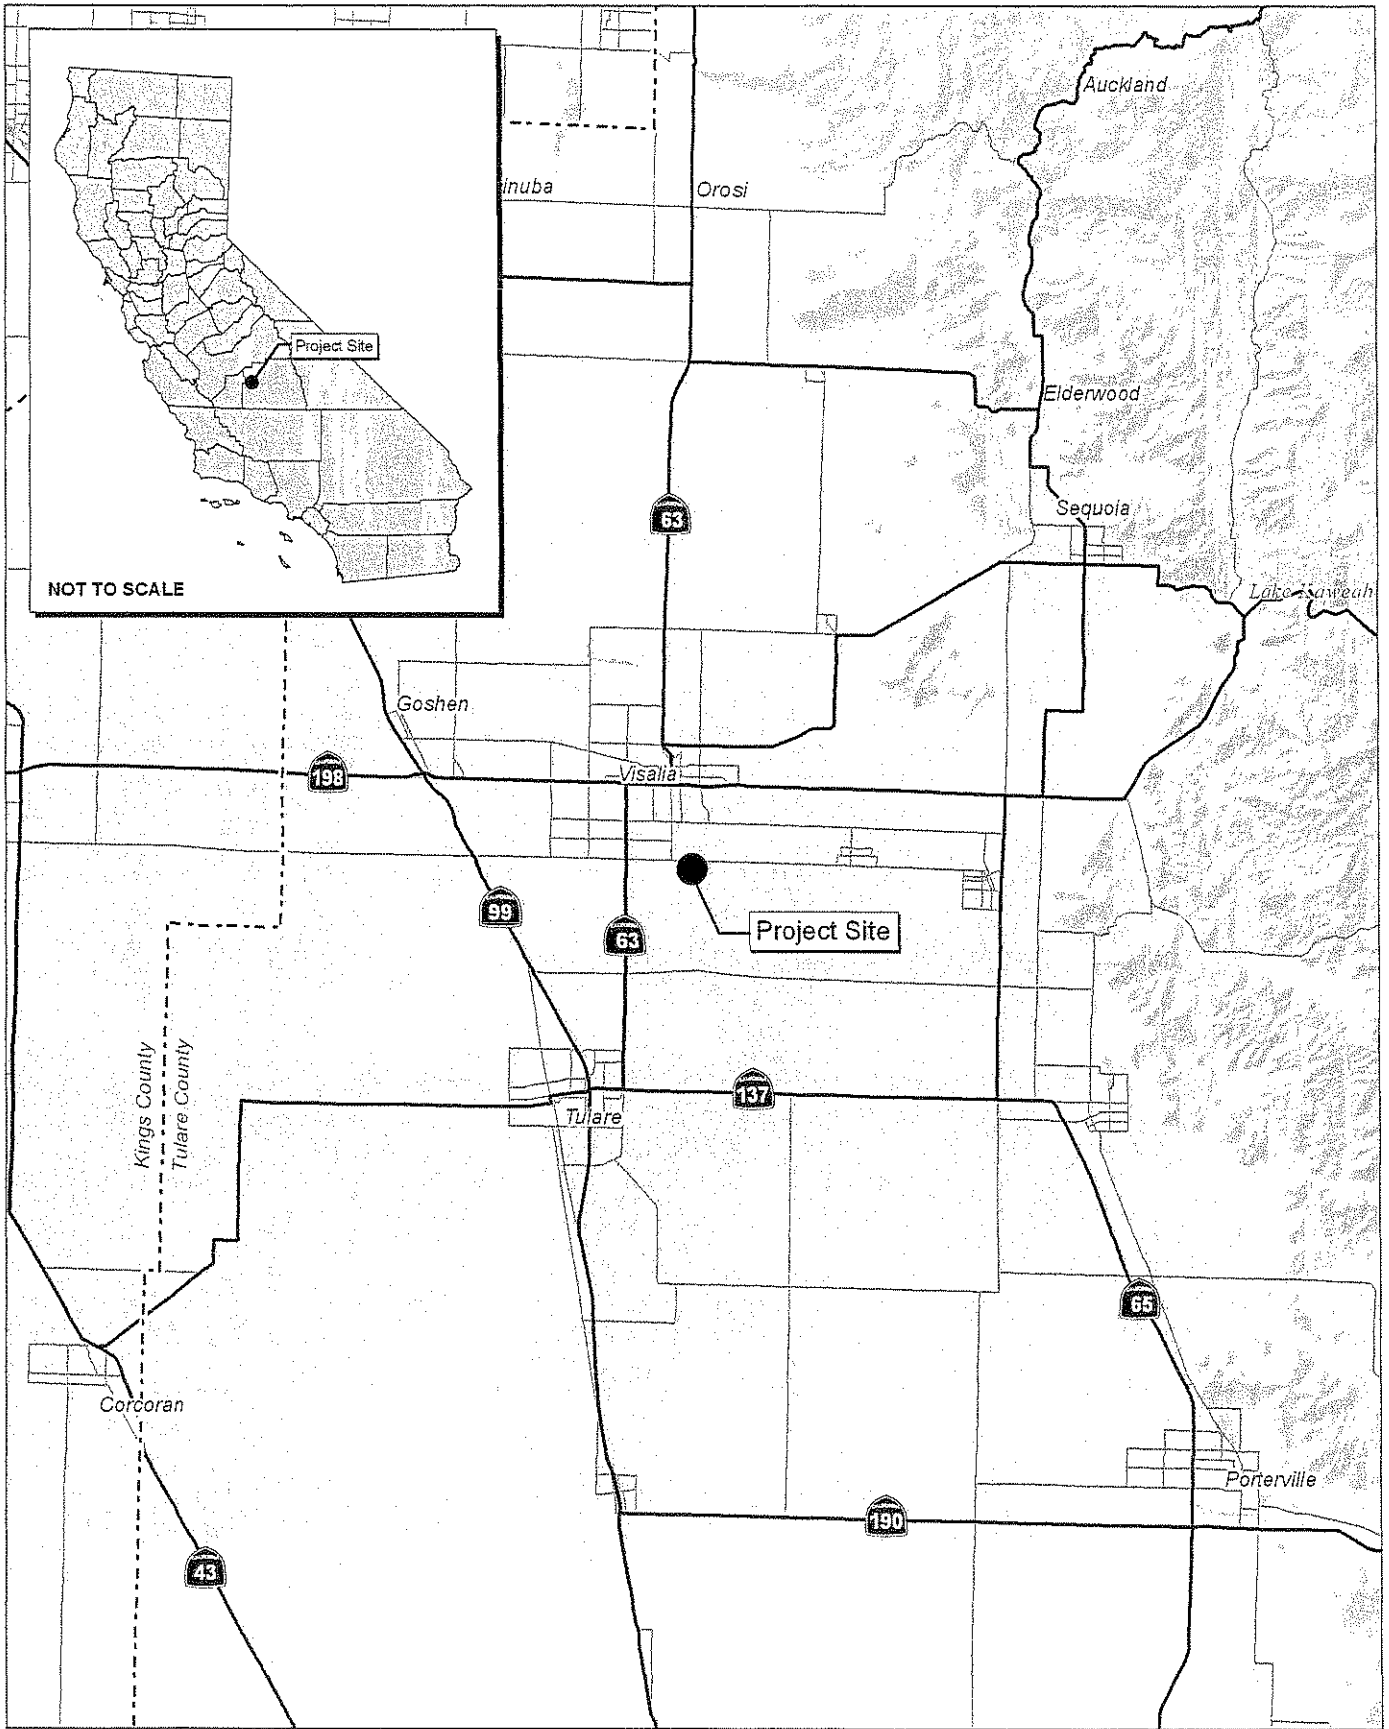 Auckland
inuba
Orosi
Project Site
Elderwood
63
Sequoia
NOT TO SCALE
Lake Kaweah
Goshen
198
Visalia
99
63
Project Site
Kings County
Tulare County
137
Tulare
65
Corcoran
Porterville
190
43